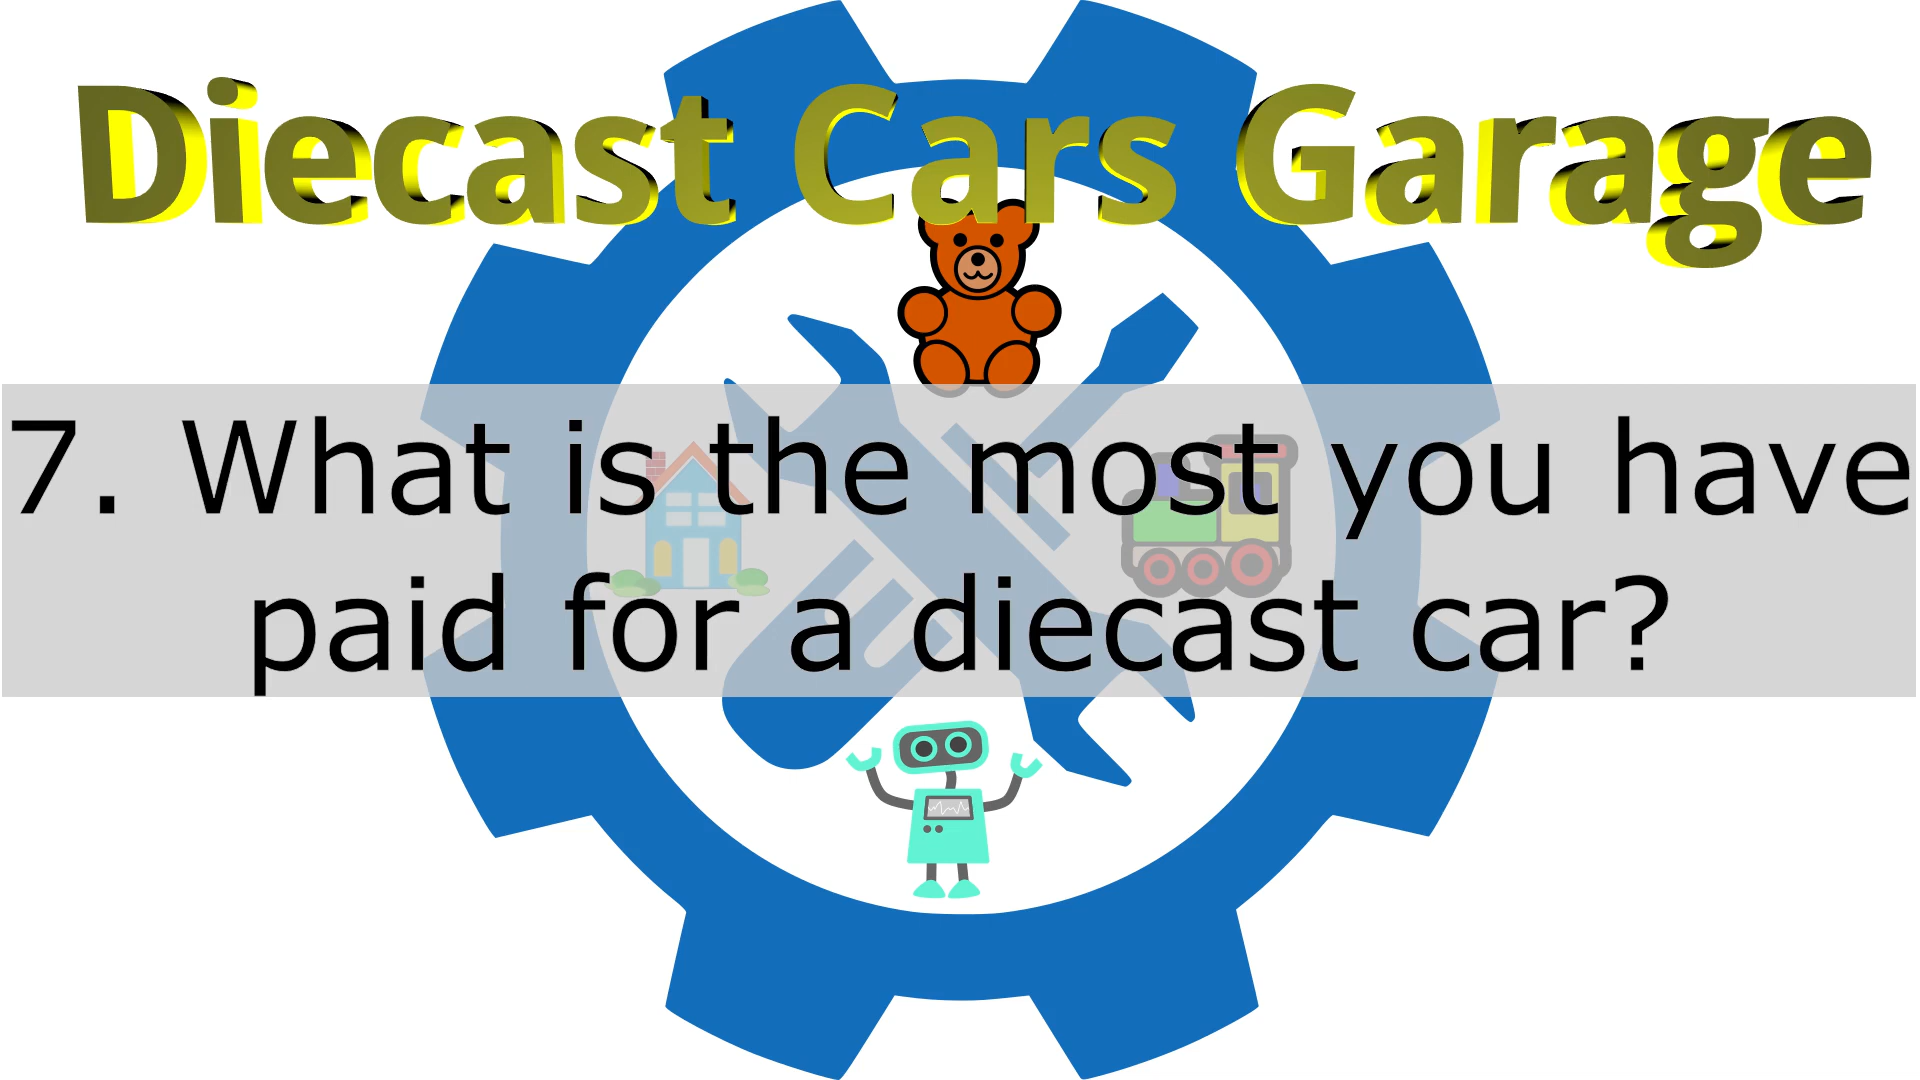 Diecast Cars Garage
7. What is the most you have
paid for a diecast car?